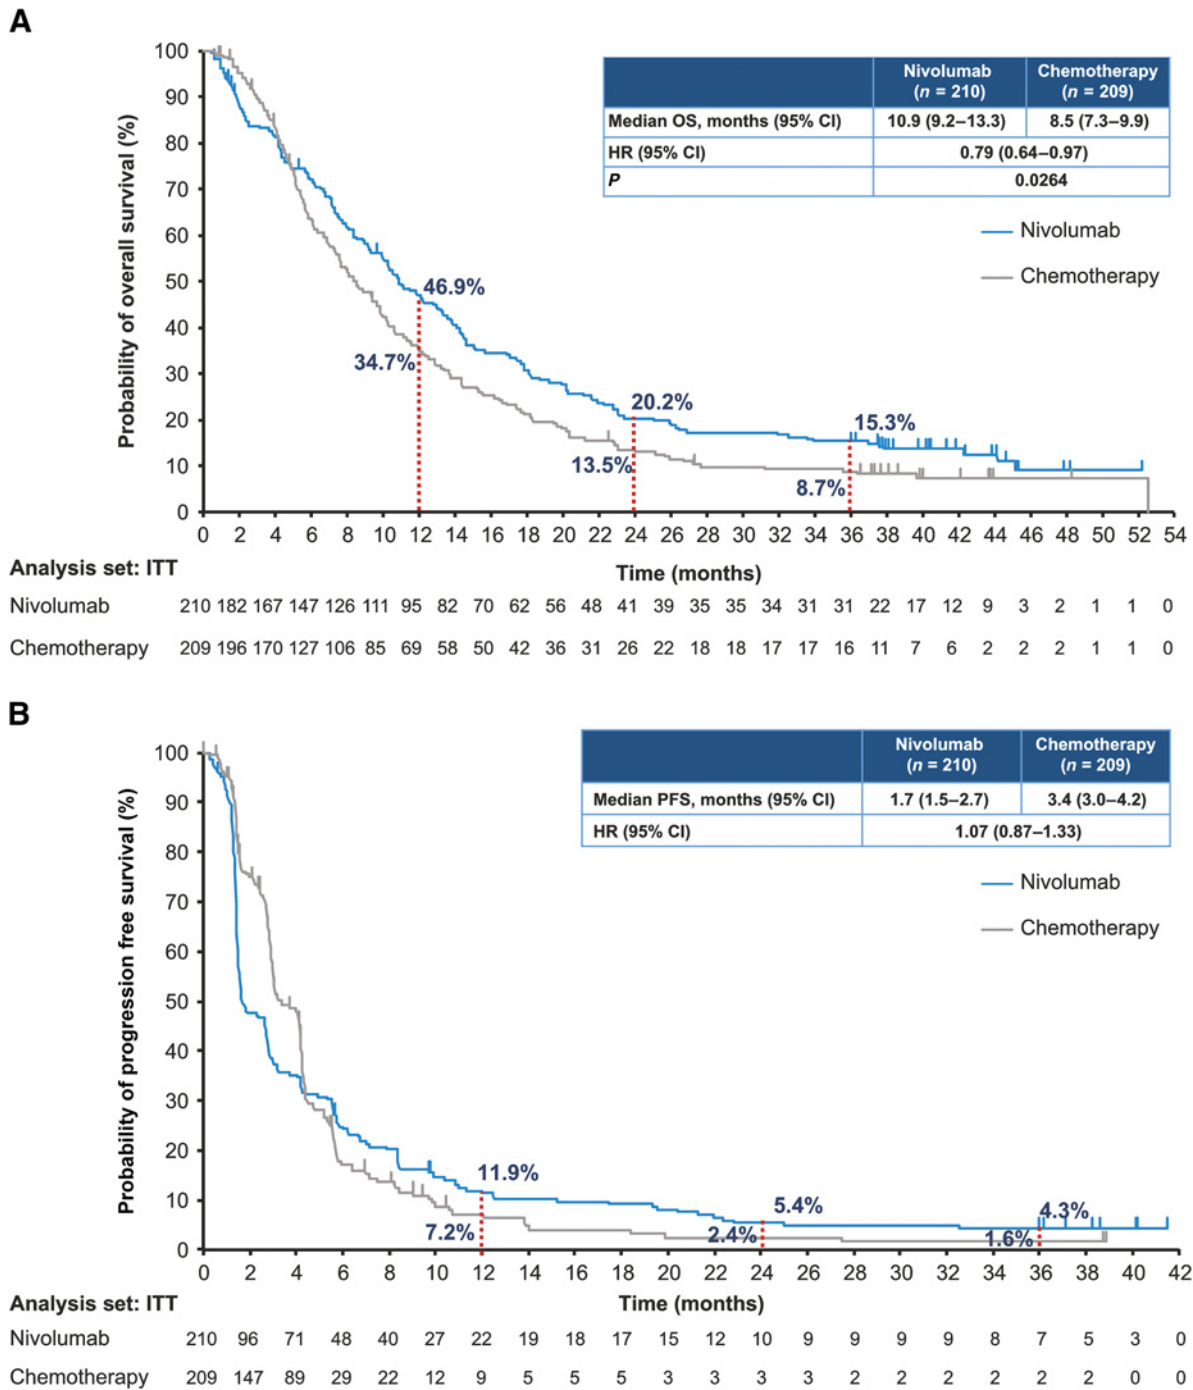 A
Nivolumab Chemotherapy
(n = 210) (n = 209)
Median OS, months (95% CI) 10.9 (9.2–13.3) 8.5 (7.3–9.9)
HR (95% CI) 0.79 (0.64–0.97)
P 0.0264
Nivolumab
Chemotherapy
Probability of overall survival (%)
100
90
80
70
60
50
40
30
20
10
0
46.9%
34.7%
20.2%
13.5%
15.3%
8.7%
0 2 4 6 8 10 12 14 16 18 20 22 24 26 28 30 32 34 36 38 40 42 44 46 48 50 52 54
Time (months)
Analysis set: ITT
Nivolumab 210 182 167 147 126 111 95 82 70 62 56 48 41 39 35 35 34 31 31 22 17 12 9 3 2 1 1 0
Chemotherapy 209 196 170 127 106 85 69 58 50 42 36 31 26 22 18 18 17 17 16 11 7 6 2 2 2 1 1 0
B
Nivolumab Chemotherapy
(n = 210) (n = 209)
Median PFS, months (95% CI) 1.7 (1.5–2.7) 3.4 (3.0–4.2)
HR (95% CI) 1.07 (0.87–1.33)
Nivolumab
Chemotherapy
Probability of progression free survival (%)
100
90
80
70
60
50
40
30
20
10
0
11.9%
7.2%
5.4%
2.4%
4.3%
1.6%
0 2 4 6 8 10 12 14 16 18 20 22 24 26 28 30 32 34 36 38 40 42
Time (months)
Analysis set: ITT
Nivolumab 210 96 71 48 40 27 22 19 18 17 15 12 10 9 9 9 9 8 7 5 3 0
Chemotherapy 209 147 89 29 22 12 9 5 5 5 3 3 3 3 2 2 2 2 2 2 0 0